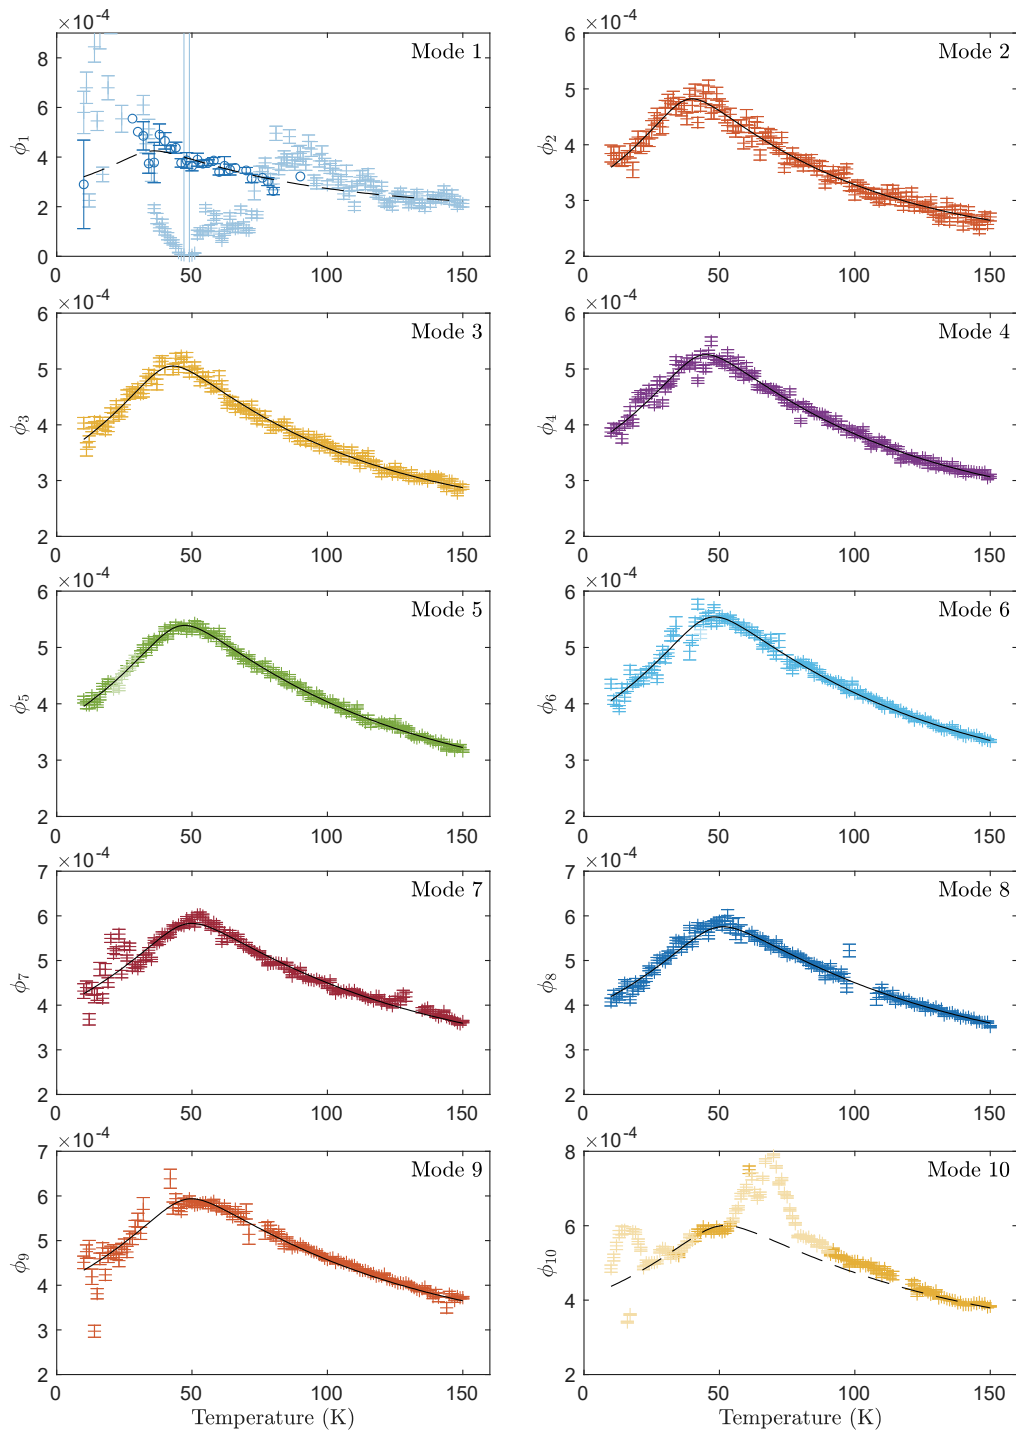 ×10⁻⁴ ×10⁻⁴
Mode 1 Mode 2
8 6
6 5
4 4
2 3
0 2
ϕ₁ ϕ₂
0 50 100 150 0 50 100 150
×10⁻⁴ ×10⁻⁴
Mode 3 Mode 4
6 6
5 5
4 4
3 3
2 2
ϕ₃ ϕ₄
0 50 100 150 0 50 100 150
×10⁻⁴ ×10⁻⁴
Mode 5 Mode 6
6 6
5 5
4 4
3 3
2 2
ϕ₅ ϕ₆
0 50 100 150 0 50 100 150
×10⁻⁴ ×10⁻⁴
Mode 7 Mode 8
7 7
6 6
5 5
4 4
3 3
2 2
ϕ₇ ϕ₈
0 50 100 150 0 50 100 150
×10⁻⁴ ×10⁻⁴
Mode 9 Mode 10
7 8
6 6
5 4
4 2
3
2
ϕ₉ ϕ₁₀
0 50 100 150 0 50 100 150
Temperature (K) Temperature (K)